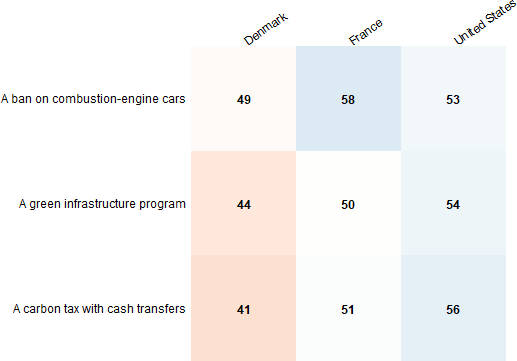 Denmark France United States
A ban on combustion-engine cars 49 58 53
A green infrastructure program 44 50 54
A carbon tax with cash transfers 41 51 56